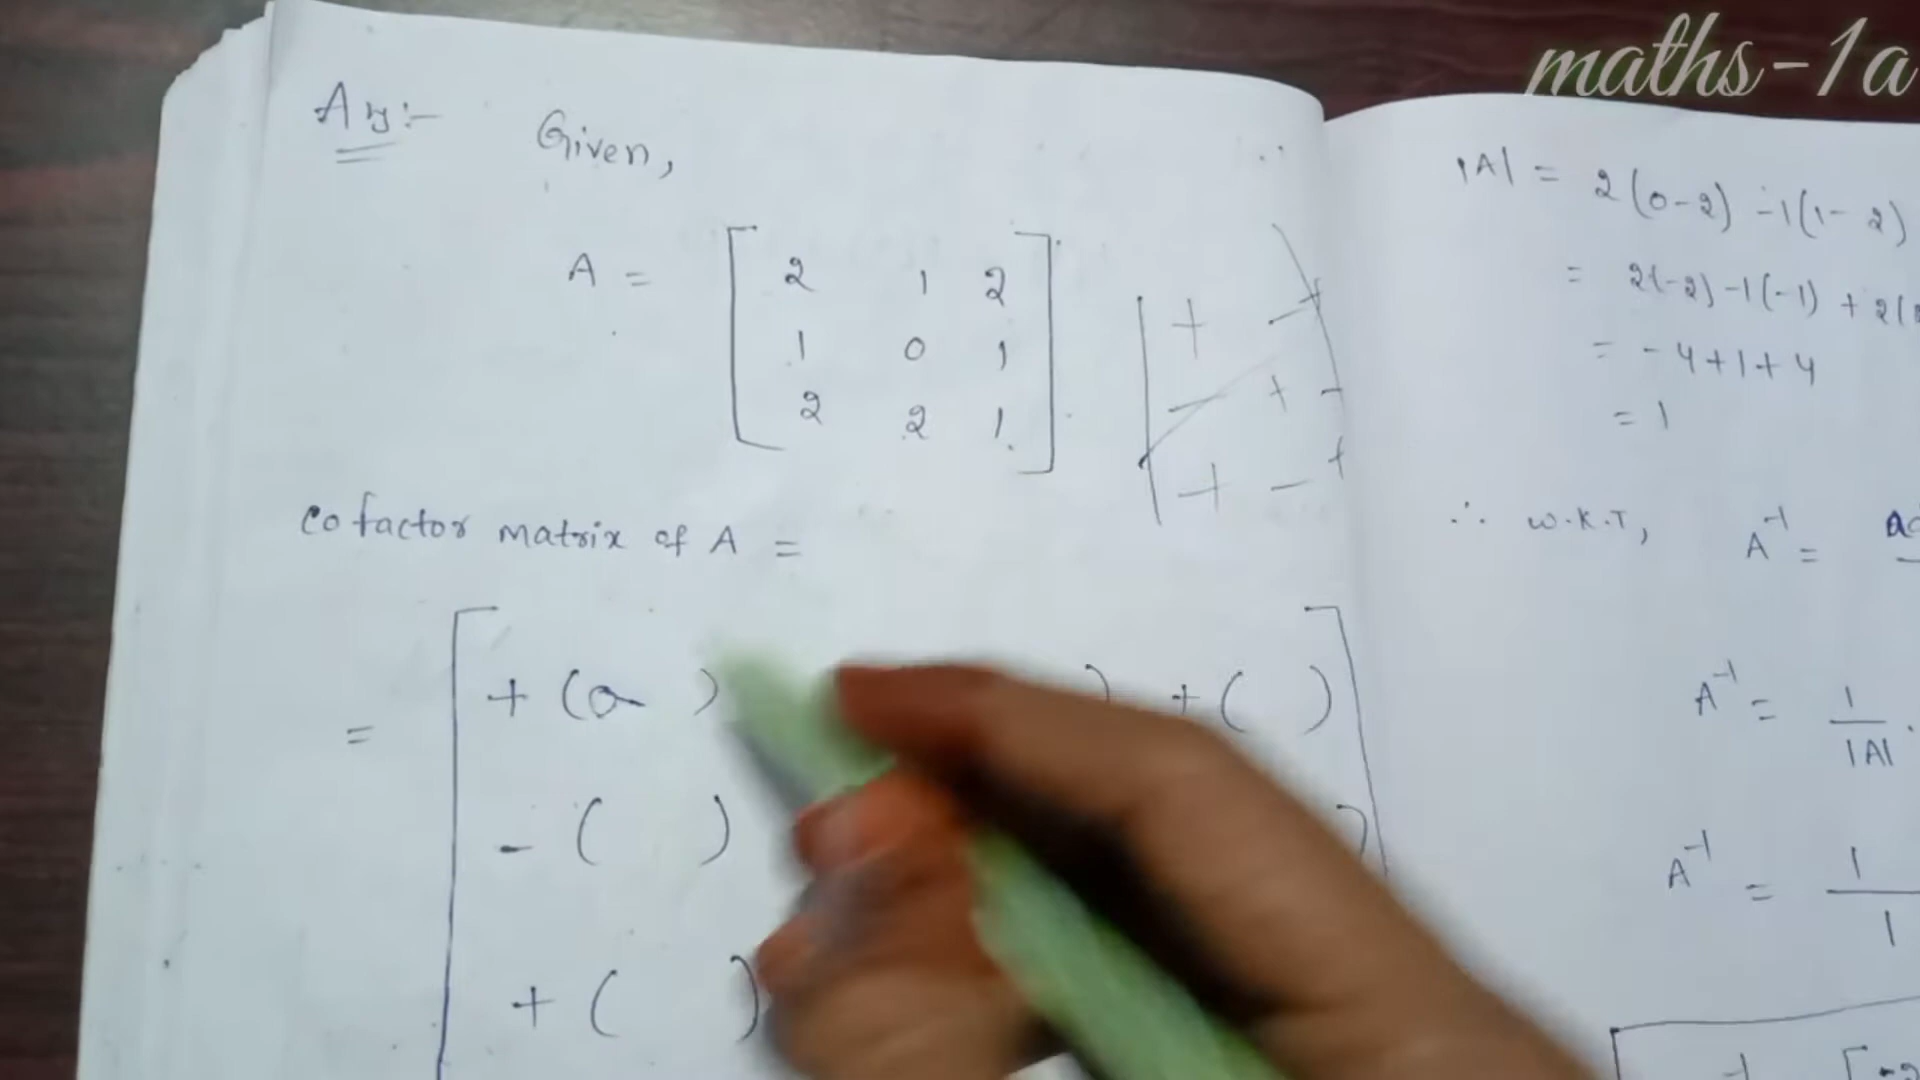 maths-1a
Ans:-
Given,
A = [ 2 1 2
1 0 1
2 2 1 ]
+
- + -
+ - +
cofactor matrix of A =
= [ + (0 ) ) + ( )
- ( ) )
+ ( )
|A| = 2(0-2) -1(1-2)
= 2(-2) -1(-1) + 2(
= -4+1+4
= 1
∴ W.K.T, A⁻¹ =
A⁻¹ = 1/|A| .
A⁻¹ = 1/1